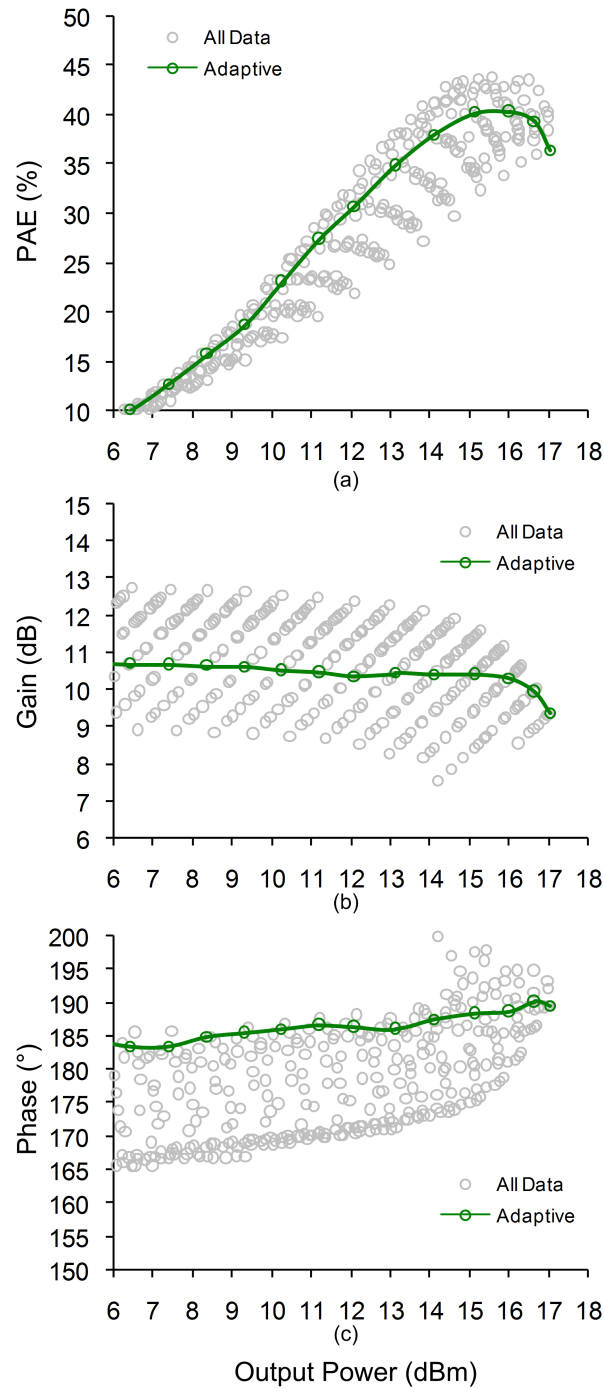 50
45
40
35
30
25
20
15
10
PAE (%)
All Data
Adaptive
6 7 8 9 10 11 12 13 14 15 16 17 18
(a)
15
14
13
12
11
10
9
8
7
6
Gain (dB)
All Data
Adaptive
6 7 8 9 10 11 12 13 14 15 16 17 18
(b)
200
195
190
185
180
175
170
165
160
155
150
Phase (°)
All Data
Adaptive
6 7 8 9 10 11 12 13 14 15 16 17 18
(c)
Output Power (dBm)